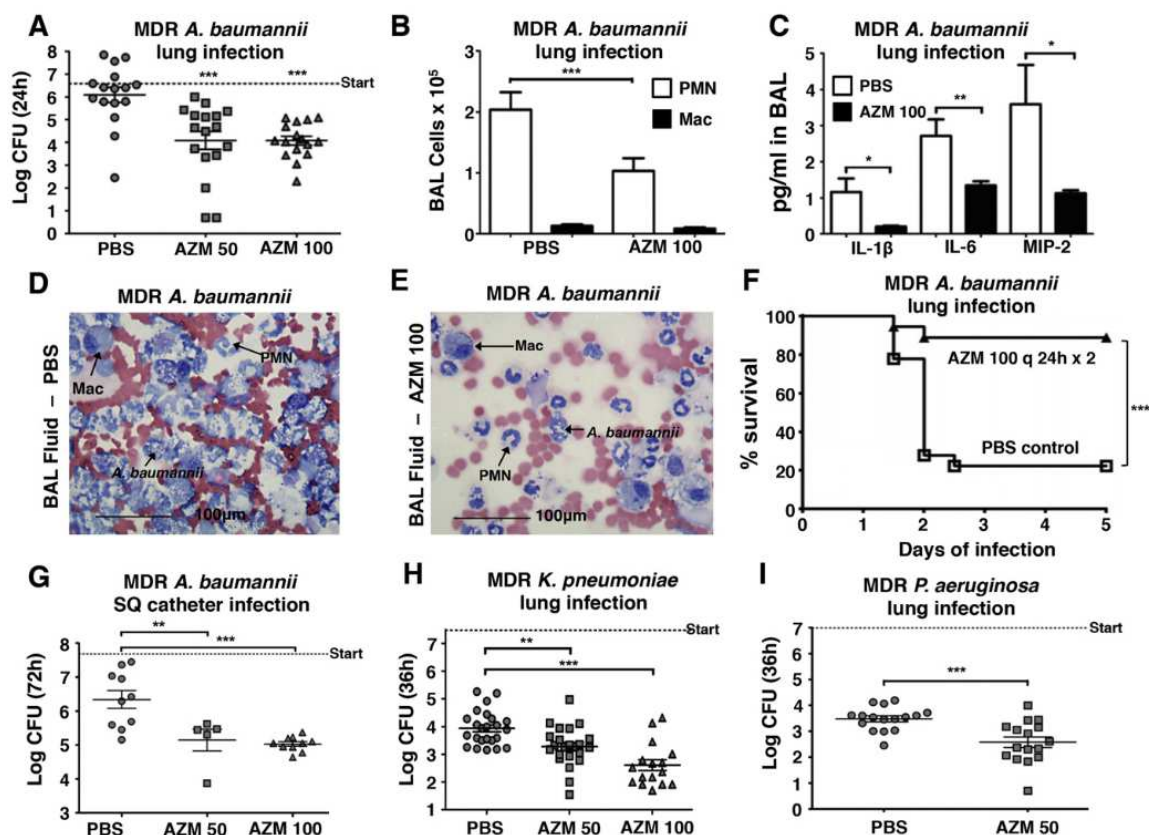 A
MDR A. baumannii
lung infection
Log CFU (24h)
8
7
6
5
4
3
2
1
0
***
***
Start
PBS
AZM 50
AZM 100
B
MDR A. baumannii
lung infection
BAL Cells x 10⁵
3
2
1
0
***
PMN
Mac
PBS
AZM 100
C
MDR A. baumannii
lung infection
pg/ml in BAL
5
4
3
2
1
0
PBS
AZM 100
*
**
*
IL-1β
IL-6
MIP-2
D
MDR A. baumannii
BAL Fluid – PBS
Mac
PMN
A. baumannii
100µm
E
MDR A. baumannii
BAL Fluid – AZM 100
Mac
A. baumannii
PMN
100µm
F
MDR A. baumannii
lung infection
% survival
100
80
60
40
20
0
AZM 100 q 24h x 2
***
PBS control
0
1
2
3
4
5
Days of infection
G
MDR A. baumannii
SQ catheter infection
Log CFU (72h)
8
7
6
5
4
3
**
***
Start
PBS
AZM 50
AZM 100
H
MDR K. pneumoniae
lung infection
Log CFU (36h)
7
6
5
4
3
2
1
Start
**
***
PBS
AZM 50
AZM 100
I
MDR P. aeruginosa
lung infection
Log CFU (36h)
7
6
5
4
3
2
1
0
Start
***
PBS
AZM 50